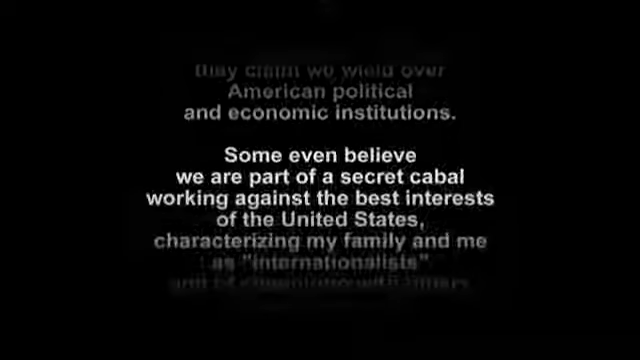 they claim we wield over
American political
and economic institutions.
Some even believe
we are part of a secret cabal
working against the best interests
of the United States,
characterizing my family and me
as "internationalists"